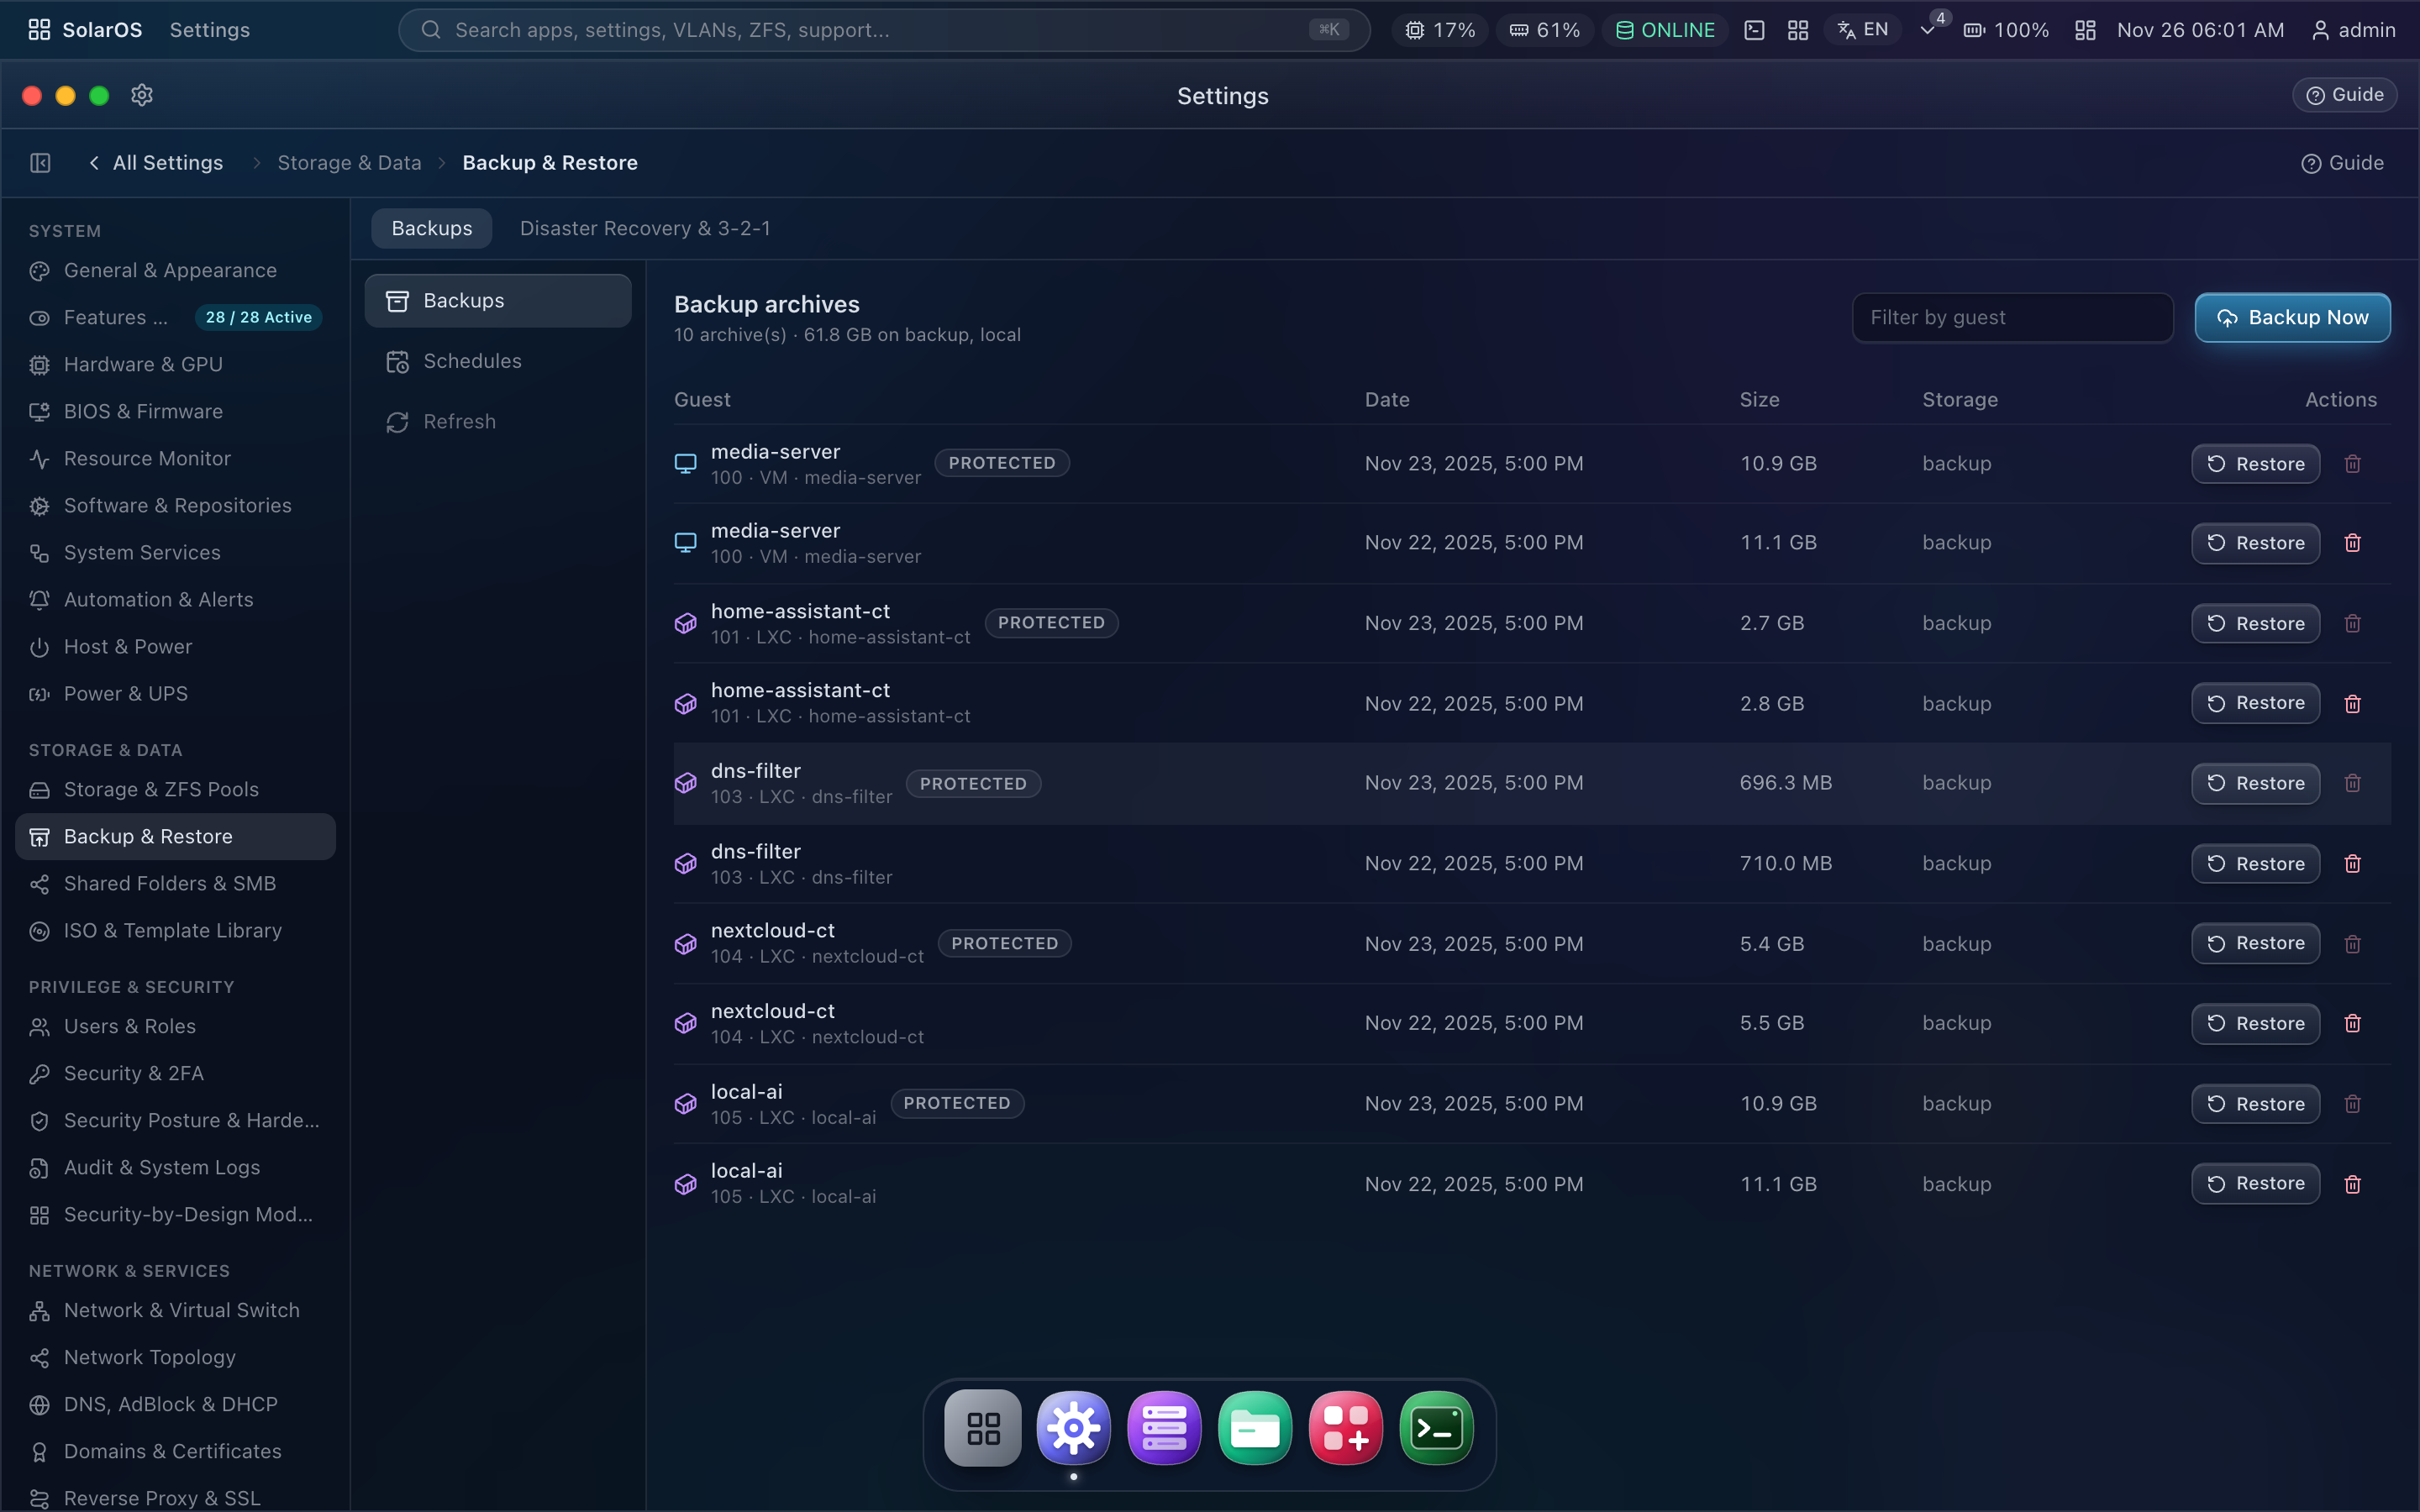 SolarOS Settings Search apps, settings, VLANs, ZFS, support... ⌘K 17% 61% ONLINE EN 4 100% Nov 26 06:01 AM admin
Settings Guide
All Settings Storage & Data Backup & Restore Guide
SYSTEM
General & Appearance
Features ... 28 / 28 Active
Hardware & GPU
BIOS & Firmware
Resource Monitor
Software & Repositories
System Services
Automation & Alerts
Host & Power
Power & UPS
STORAGE & DATA
Storage & ZFS Pools
Backup & Restore
Shared Folders & SMB
ISO & Template Library
PRIVILEGE & SECURITY
Users & Roles
Security & 2FA
Security Posture & Harde...
Audit & System Logs
Security-by-Design Mod...
NETWORK & SERVICES
Network & Virtual Switch
Network Topology
DNS, AdBlock & DHCP
Domains & Certificates
Reverse Proxy & SSL
Backups Disaster Recovery & 3-2-1
Backups
Schedules
Refresh
Backup archives
10 archive(s) · 61.8 GB on backup, local
Filter by guest
Backup Now
Guest Date Size Storage Actions
media-server
100 · VM · media-server
PROTECTED Nov 23, 2025, 5:00 PM 10.9 GB backup Restore
media-server
100 · VM · media-server
Nov 22, 2025, 5:00 PM 11.1 GB backup Restore
home-assistant-ct
101 · LXC · home-assistant-ct
PROTECTED Nov 23, 2025, 5:00 PM 2.7 GB backup Restore
home-assistant-ct
101 · LXC · home-assistant-ct
Nov 22, 2025, 5:00 PM 2.8 GB backup Restore
dns-filter
103 · LXC · dns-filter
PROTECTED Nov 23, 2025, 5:00 PM 696.3 MB backup Restore
dns-filter
103 · LXC · dns-filter
Nov 22, 2025, 5:00 PM 710.0 MB backup Restore
nextcloud-ct
104 · LXC · nextcloud-ct
PROTECTED Nov 23, 2025, 5:00 PM 5.4 GB backup Restore
nextcloud-ct
104 · LXC · nextcloud-ct
Nov 22, 2025, 5:00 PM 5.5 GB backup Restore
local-ai
105 · LXC · local-ai
PROTECTED Nov 23, 2025, 5:00 PM 10.9 GB backup Restore
local-ai
105 · LXC · local-ai
Nov 22, 2025, 5:00 PM 11.1 GB backup Restore